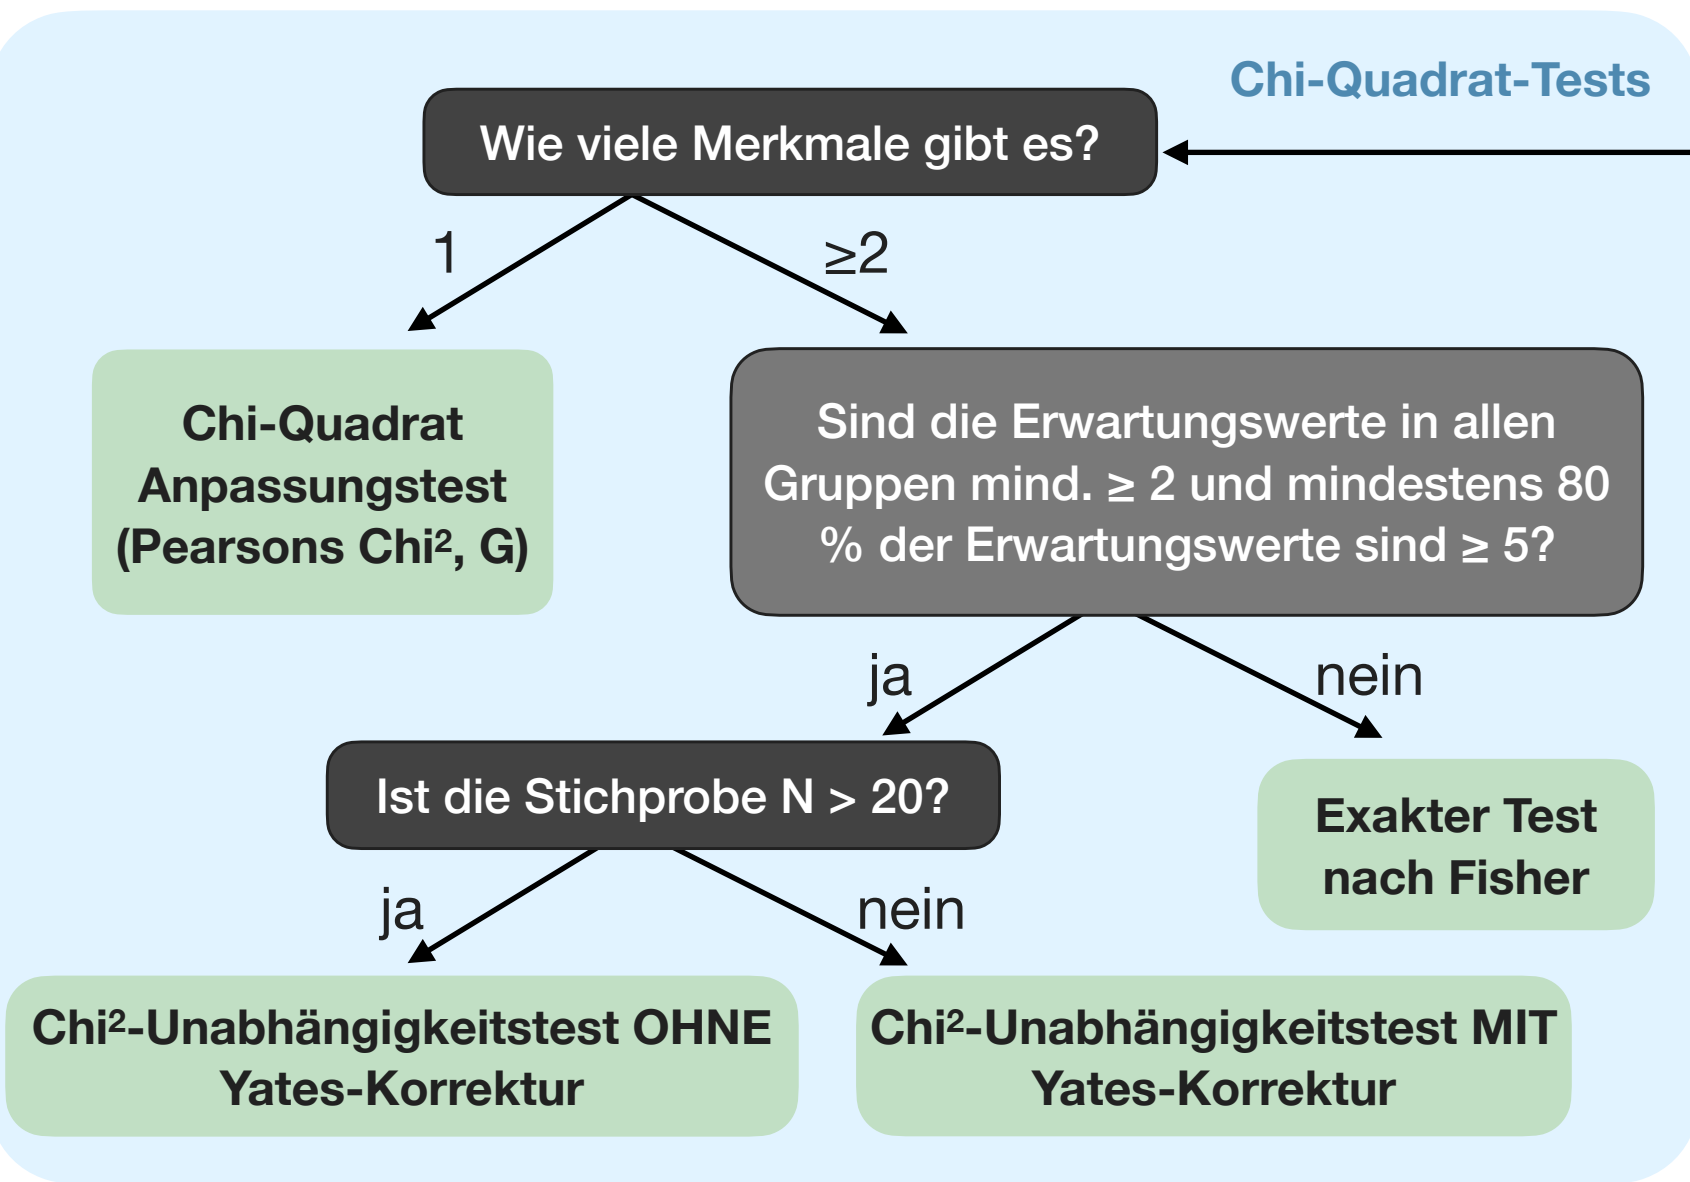 Chi-Quadrat-Tests
Wie viele Merkmale gibt es?
1
≥2
Chi-Quadrat
Anpassungstest
(Pearsons Chi², G)
Sind die Erwartungswerte in allen
Gruppen mind. ≥ 2 und mindestens 80
% der Erwartungswerte sind ≥ 5?
ja
nein
Ist die Stichprobe N > 20?
Exakter Test
nach Fisher
ja
nein
Chi²-Unabhängigkeitstest OHNE
Yates-Korrektur
Chi²-Unabhängigkeitstest MIT
Yates-Korrektur